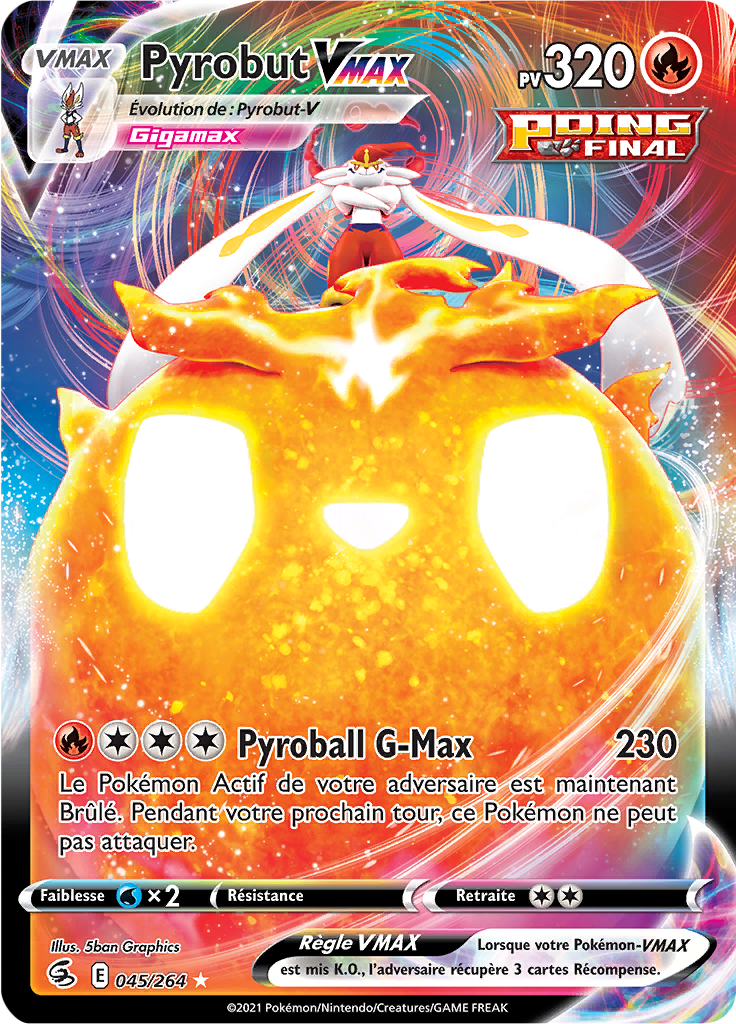 VMAX
Pyrobut VMAX
PV 320
Évolution de : Pyrobut-V
Gigamax
POING
FINAL
Pyroball G-Max 230
Le Pokémon Actif de votre adversaire est maintenant
Brûlé. Pendant votre prochain tour, ce Pokémon ne peut
pas attaquer.
Faiblesse ×2 Résistance Retraite
Illus. 5ban Graphics
Règle VMAX Lorsque votre Pokémon-VMAX
est mis K.O., l'adversaire récupère 3 cartes Récompense.
E 045/264 ★
©2021 Pokémon/Nintendo/Creatures/GAME FREAK